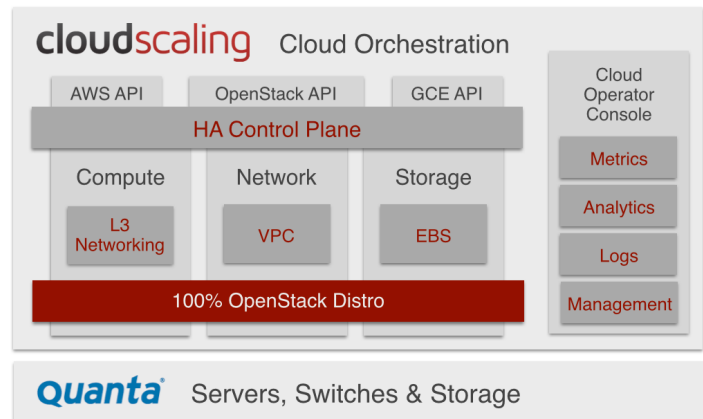 cloudscaling Cloud Orchestration
AWS API
OpenStack API
GCE API
HA Control Plane
Compute
Network
Storage
L3
Networking
VPC
EBS
100% OpenStack Distro
Cloud
Operator
Console
Metrics
Analytics
Logs
Management
Quanta Servers, Switches & Storage